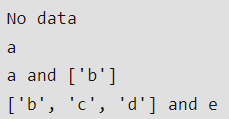 No data
a
a and ['b']
['b', 'c', 'd'] and e